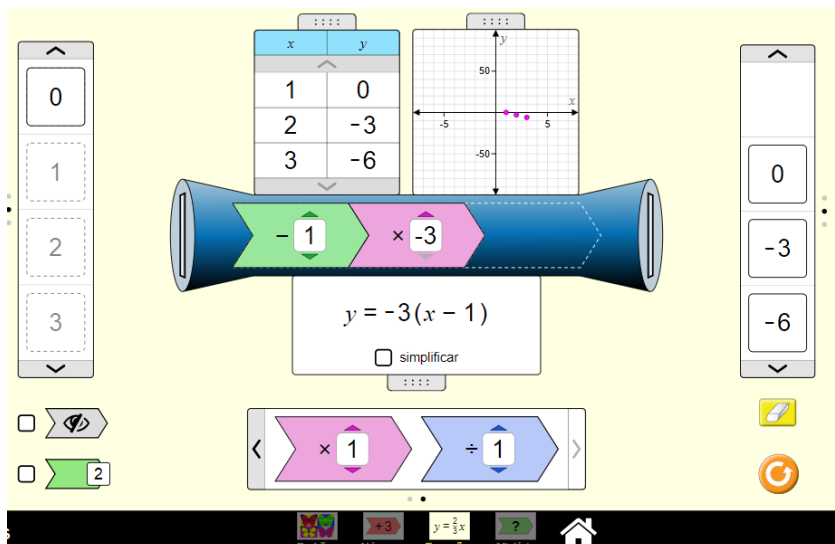 x y
1 0
2 -3
3 -6
y
50
x
-5 5
-50
0
1
2
3
0
-3
-6
- 1 × -3
y = -3(x - 1)
simplificar
2
× 1 ÷ 1
+3
y = 2/3 x
?